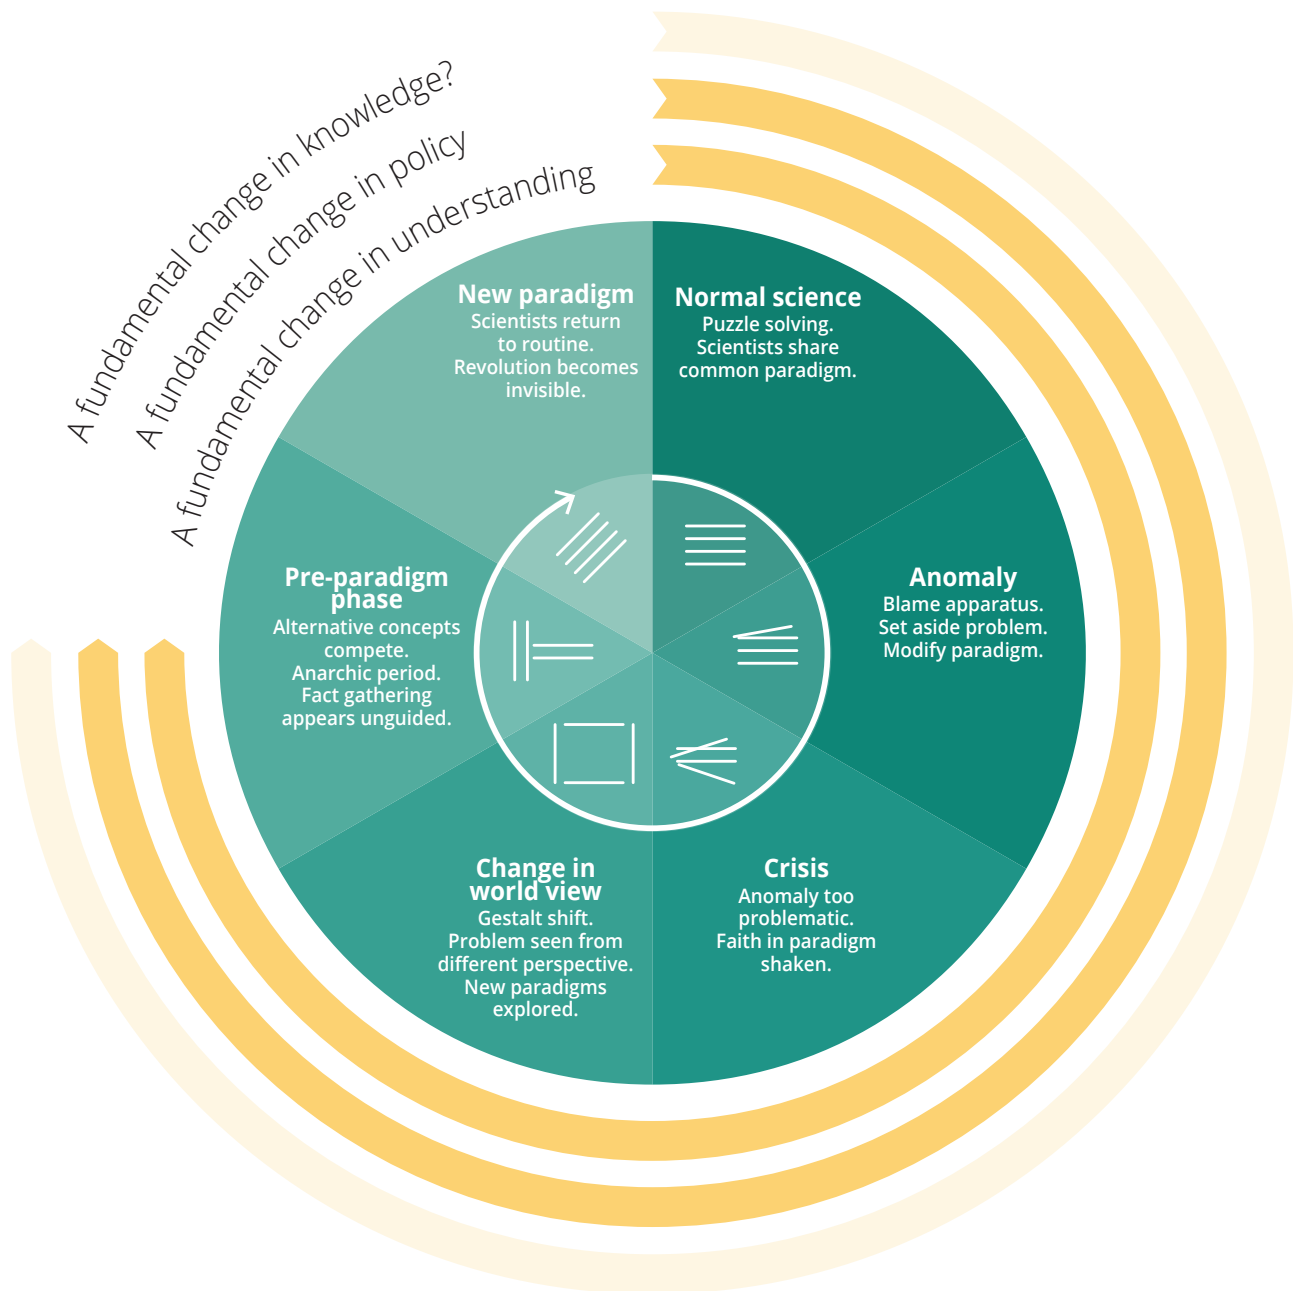 A fundamental change in knowledge?
A fundamental change in policy
A fundamental change in understanding
New paradigm
Scientists return
to routine.
Revolution becomes
invisible.
Normal science
Puzzle solving.
Scientists share
common paradigm.
Anomaly
Blame apparatus.
Set aside problem.
Modify paradigm.
Crisis
Anomaly too
problematic.
Faith in paradigm
shaken.
Change in
world view
Gestalt shift.
Problem seen from
different perspective.
New paradigms
explored.
Pre-paradigm
phase
Alternative concepts
compete.
Anarchic period.
Fact gathering
appears unguided.